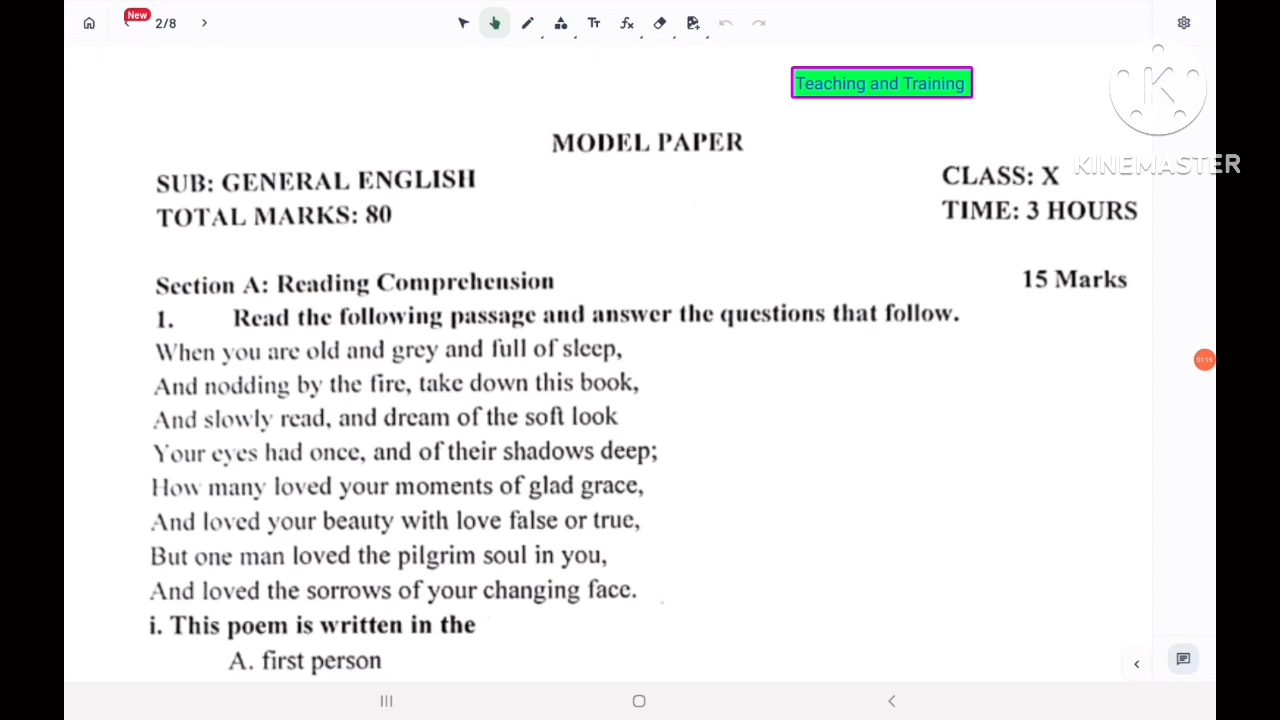 New
2/8
Tт
fx
Teaching and Training
K
KINEMASTER
MODEL PAPER
SUB: GENERAL ENGLISH
CLASS: X
TOTAL MARKS: 80
TIME: 3 HOURS
Section A: Reading Comprehension
15 Marks
1. Read the following passage and answer the questions that follow.
When you are old and grey and full of sleep,
And nodding by the fire, take down this book,
And slowly read, and dream of the soft look
Your eyes had once, and of their shadows deep;
How many loved your moments of glad grace,
And loved your beauty with love false or true,
But one man loved the pilgrim soul in you,
And loved the sorrows of your changing face.
i. This poem is written in the
A. first person
01:15